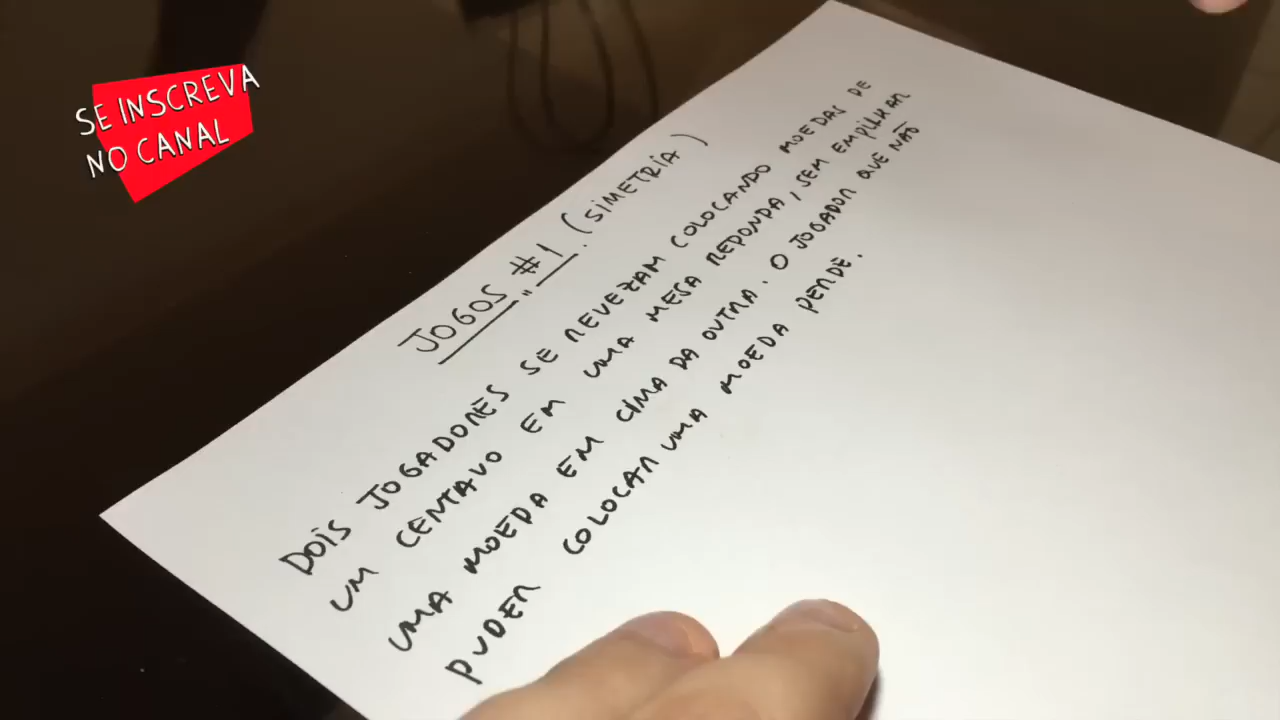 SE INSCREVA
NO CANAL
JOGOS #1 (SIMETRIA)
DOIS JOGADORES SE REVEZAM COLOCANDO MOEDAS DE
UM CENTAVO EM UMA MESA REDONDA, SEM EMPILHAR
UMA MOEDA EM CIMA DA OUTRA. O JOGADOR QUE NÃO
PUDER COLOCAR UMA MOEDA PERDE.